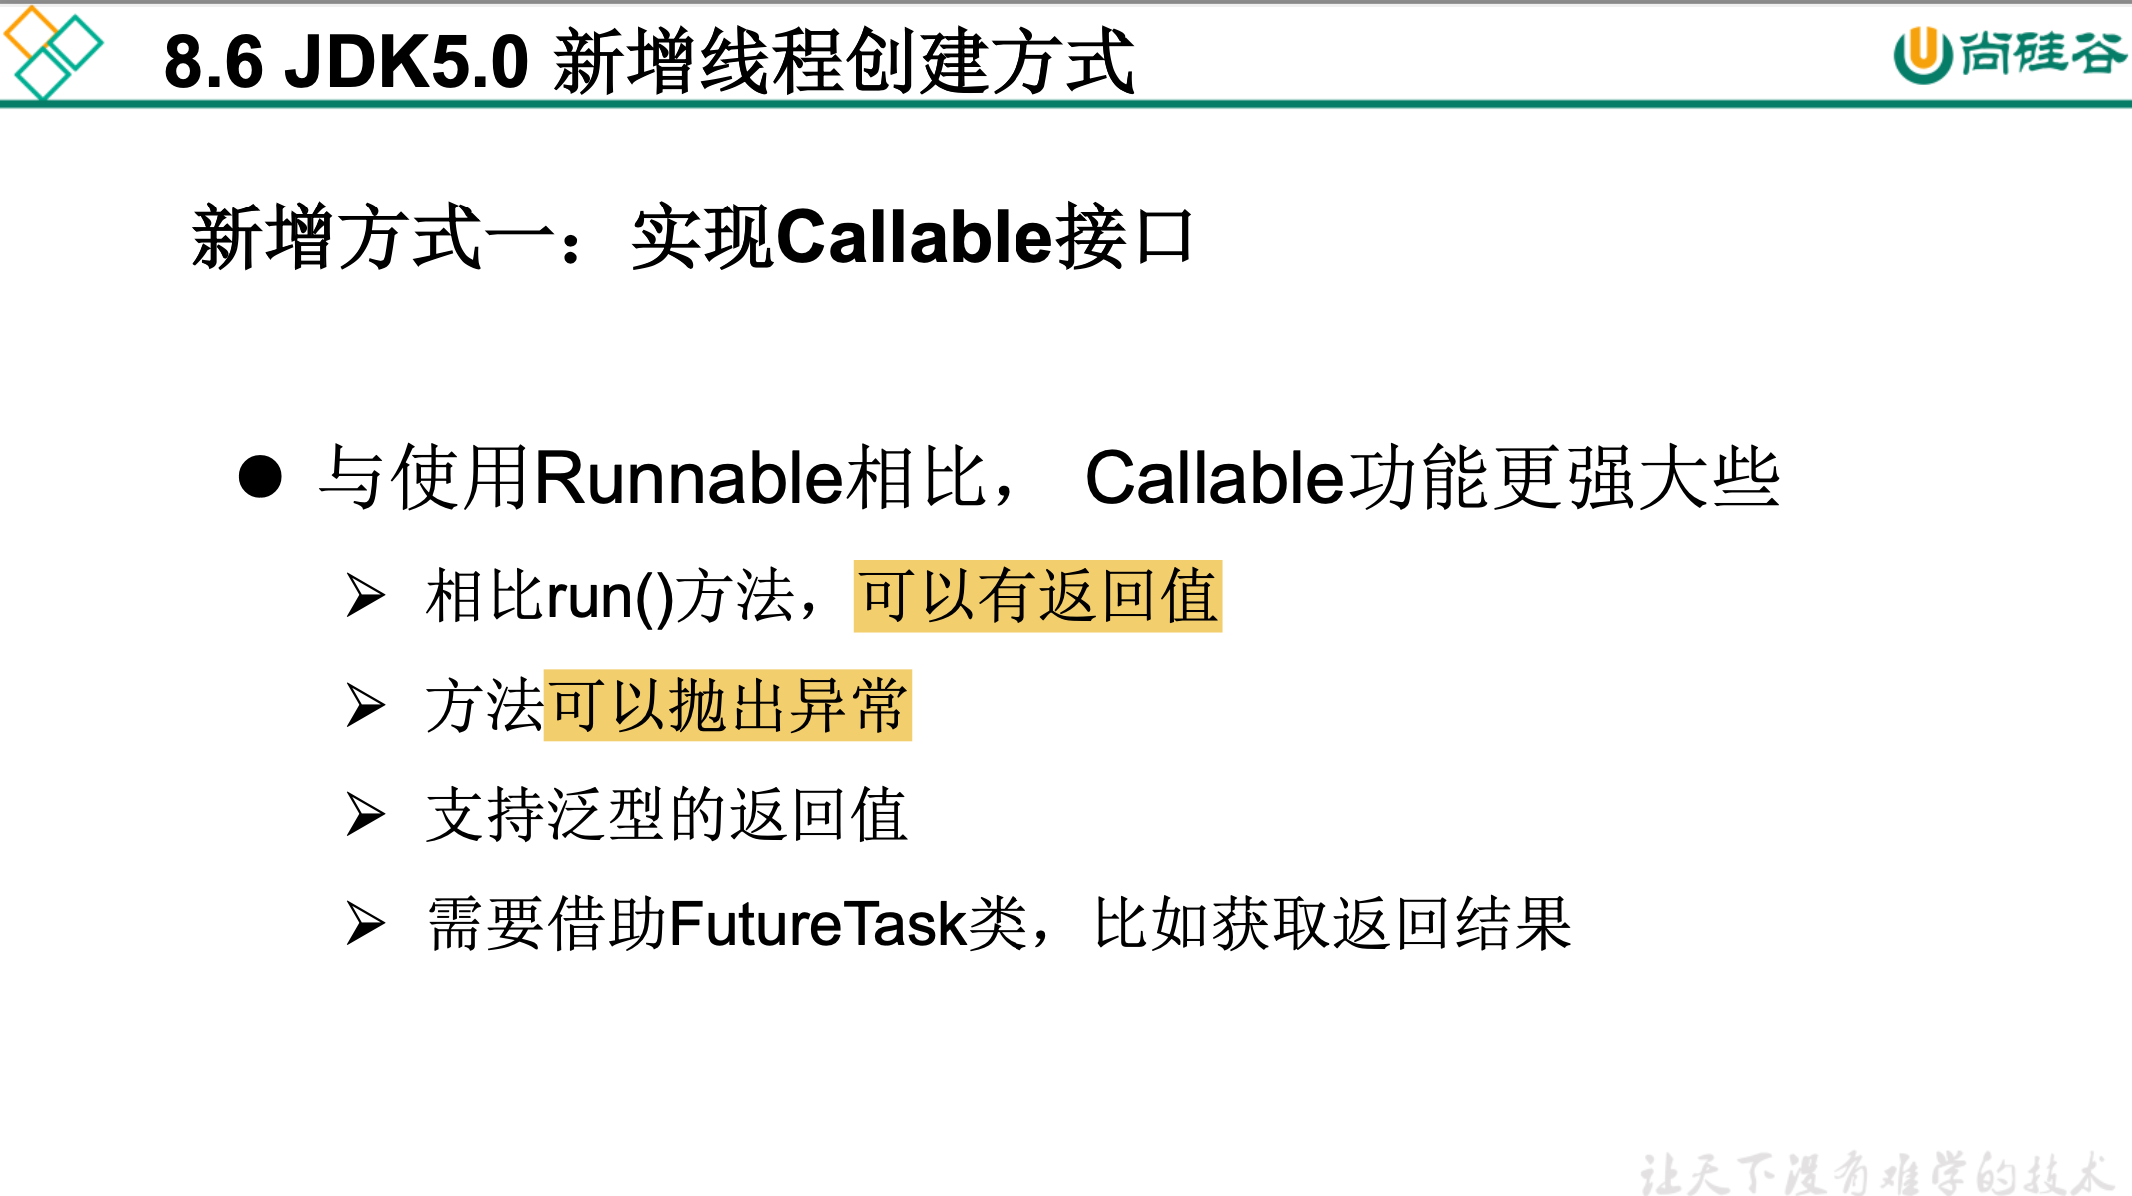 8.6 JDK5.0 新增线程创建方式
尚硅谷
新增方式一：实现Callable接口
与使用Runnable相比， Callable功能更强大些
相比run()方法，可以有返回值
方法可以抛出异常
支持泛型的返回值
需要借助FutureTask类，比如获取返回结果
让天下没有难学的技术